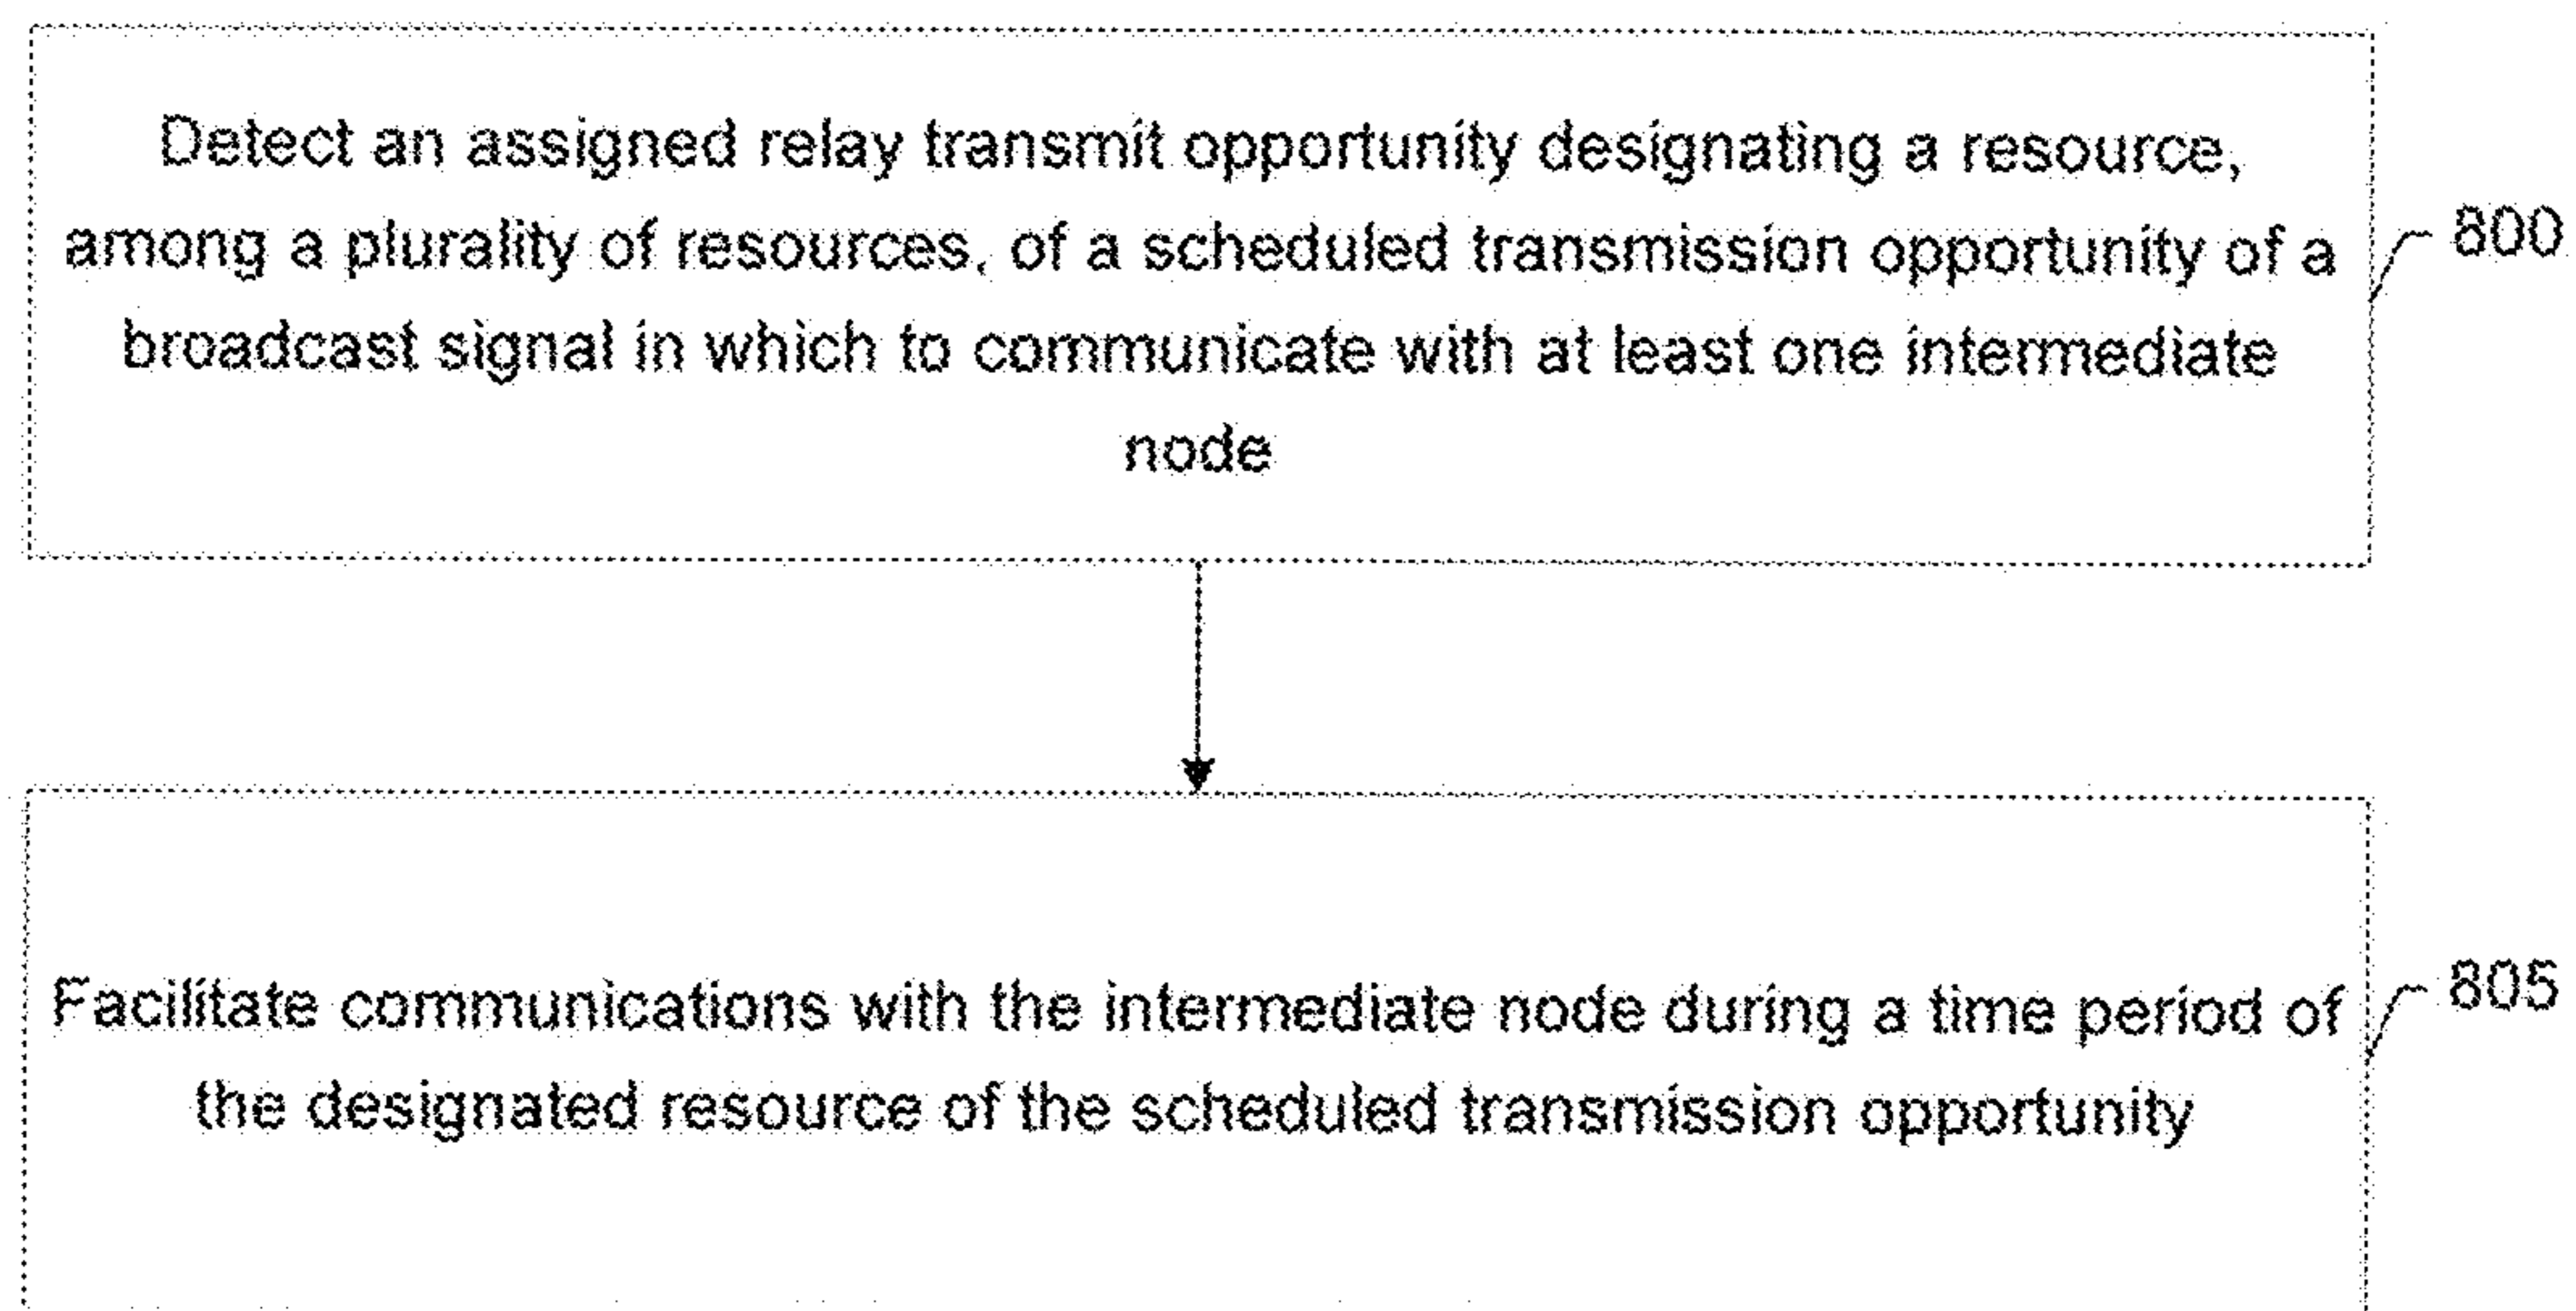 Detect an assigned relay transmit opportunity designating a resource,
among a plurality of resources, of a scheduled transmission opportunity of a
broadcast signal in which to communicate with at least one intermediate
node
800
Facilitate communications with the intermediate node during a time period of
the designated resource of the scheduled transmission opportunity
805